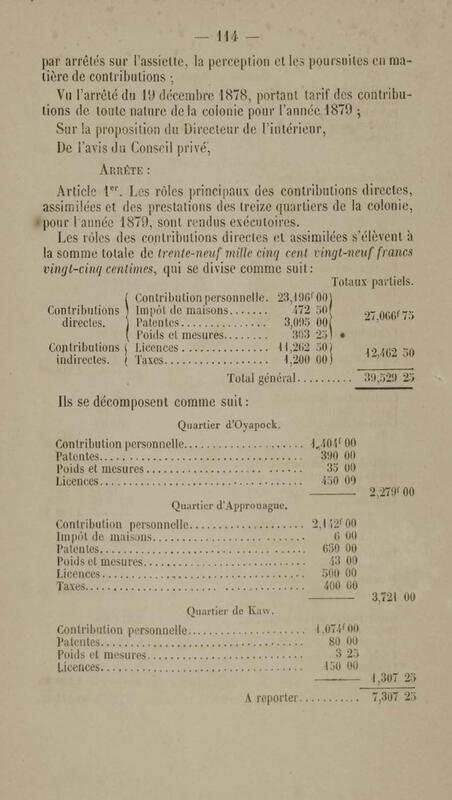 — 114 —
par arrêtés sur l'assiette, la perception et les poursuites en ma-
tière de contributions ;
Vu l'arrêté du 19 décembre 1878, portant tarif des contribu-
tions de toute nature de la colonie pour l'année 1879 ;
Sur la proposition du Directeur de l'intérieur,
De l'avis du Conseil privé,
ARRÊTE :
Article 1er. Les rôles principaux des contributions directes,
assimilées et des prestations des treize quartiers de la colonie,
pour l'année 1879, sont rendus exécutoires.
Les rôles des contributions directes et assimilées s'élèvent à
la somme totale de trente-neuf mille cinq cent vingt-neuf francs
vingt-cinq centimes, qui se divise comme suit :
Totaux partiels.
Contributions directes. { Contribution personnelle. 23,196f 00
Impôt de maisons....... 472 50
Patentes................ 3,095 00
Poids et mesures........ 303 25 } 27,066f 75
Contributions indirectes. { Licences................ 11,262 50
Taxes................... 1,200 00 } 12,462 50
Total général.......... 39,529 25
Ils se décomposent comme suit :
Quartier d'Oyapock.
Contribution personnelle...................... 1,404f 00
Patentes...................................... 390 00
Poids et mesures.............................. 35 00
Licences...................................... 450 00
2,279f 00
Quartier d'Approuague.
Contribution personnelle...................... 2,142f 00
Impôt de maisons.............................. 6 00
Patentes...................................... 630 00
Poids et mesures.............................. 43 00
Licences...................................... 500 00
Taxes......................................... 400 00
3,721 00
Quartier de Kaw.
Contribution personnelle...................... 1,074f 00
Patentes...................................... 80 00
Poids et mesures.............................. 3 25
Licences...................................... 150 00
1,307 25
A reporter........... 7,307 25